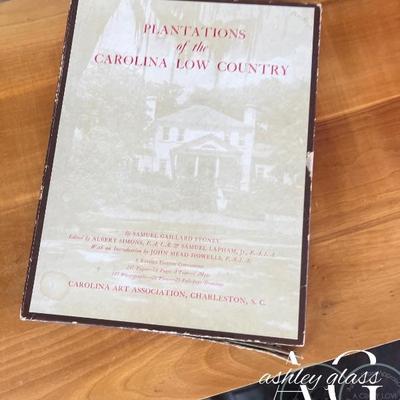 PLANTATIONS
of the
CAROLINA LOW COUNTRY
By SAMUEL GAILLARD STONEY
Edited by ALBERT SIMONS, F.A.I.A. & SAMUEL LAPHAM, Jr., F.A.I.A.
With an Introduction by JOHN MEAD HOWELLS, F.A.I.A.
CAROLINA ART ASSOCIATION, CHARLESTON, S. C.
AG
ashley glass